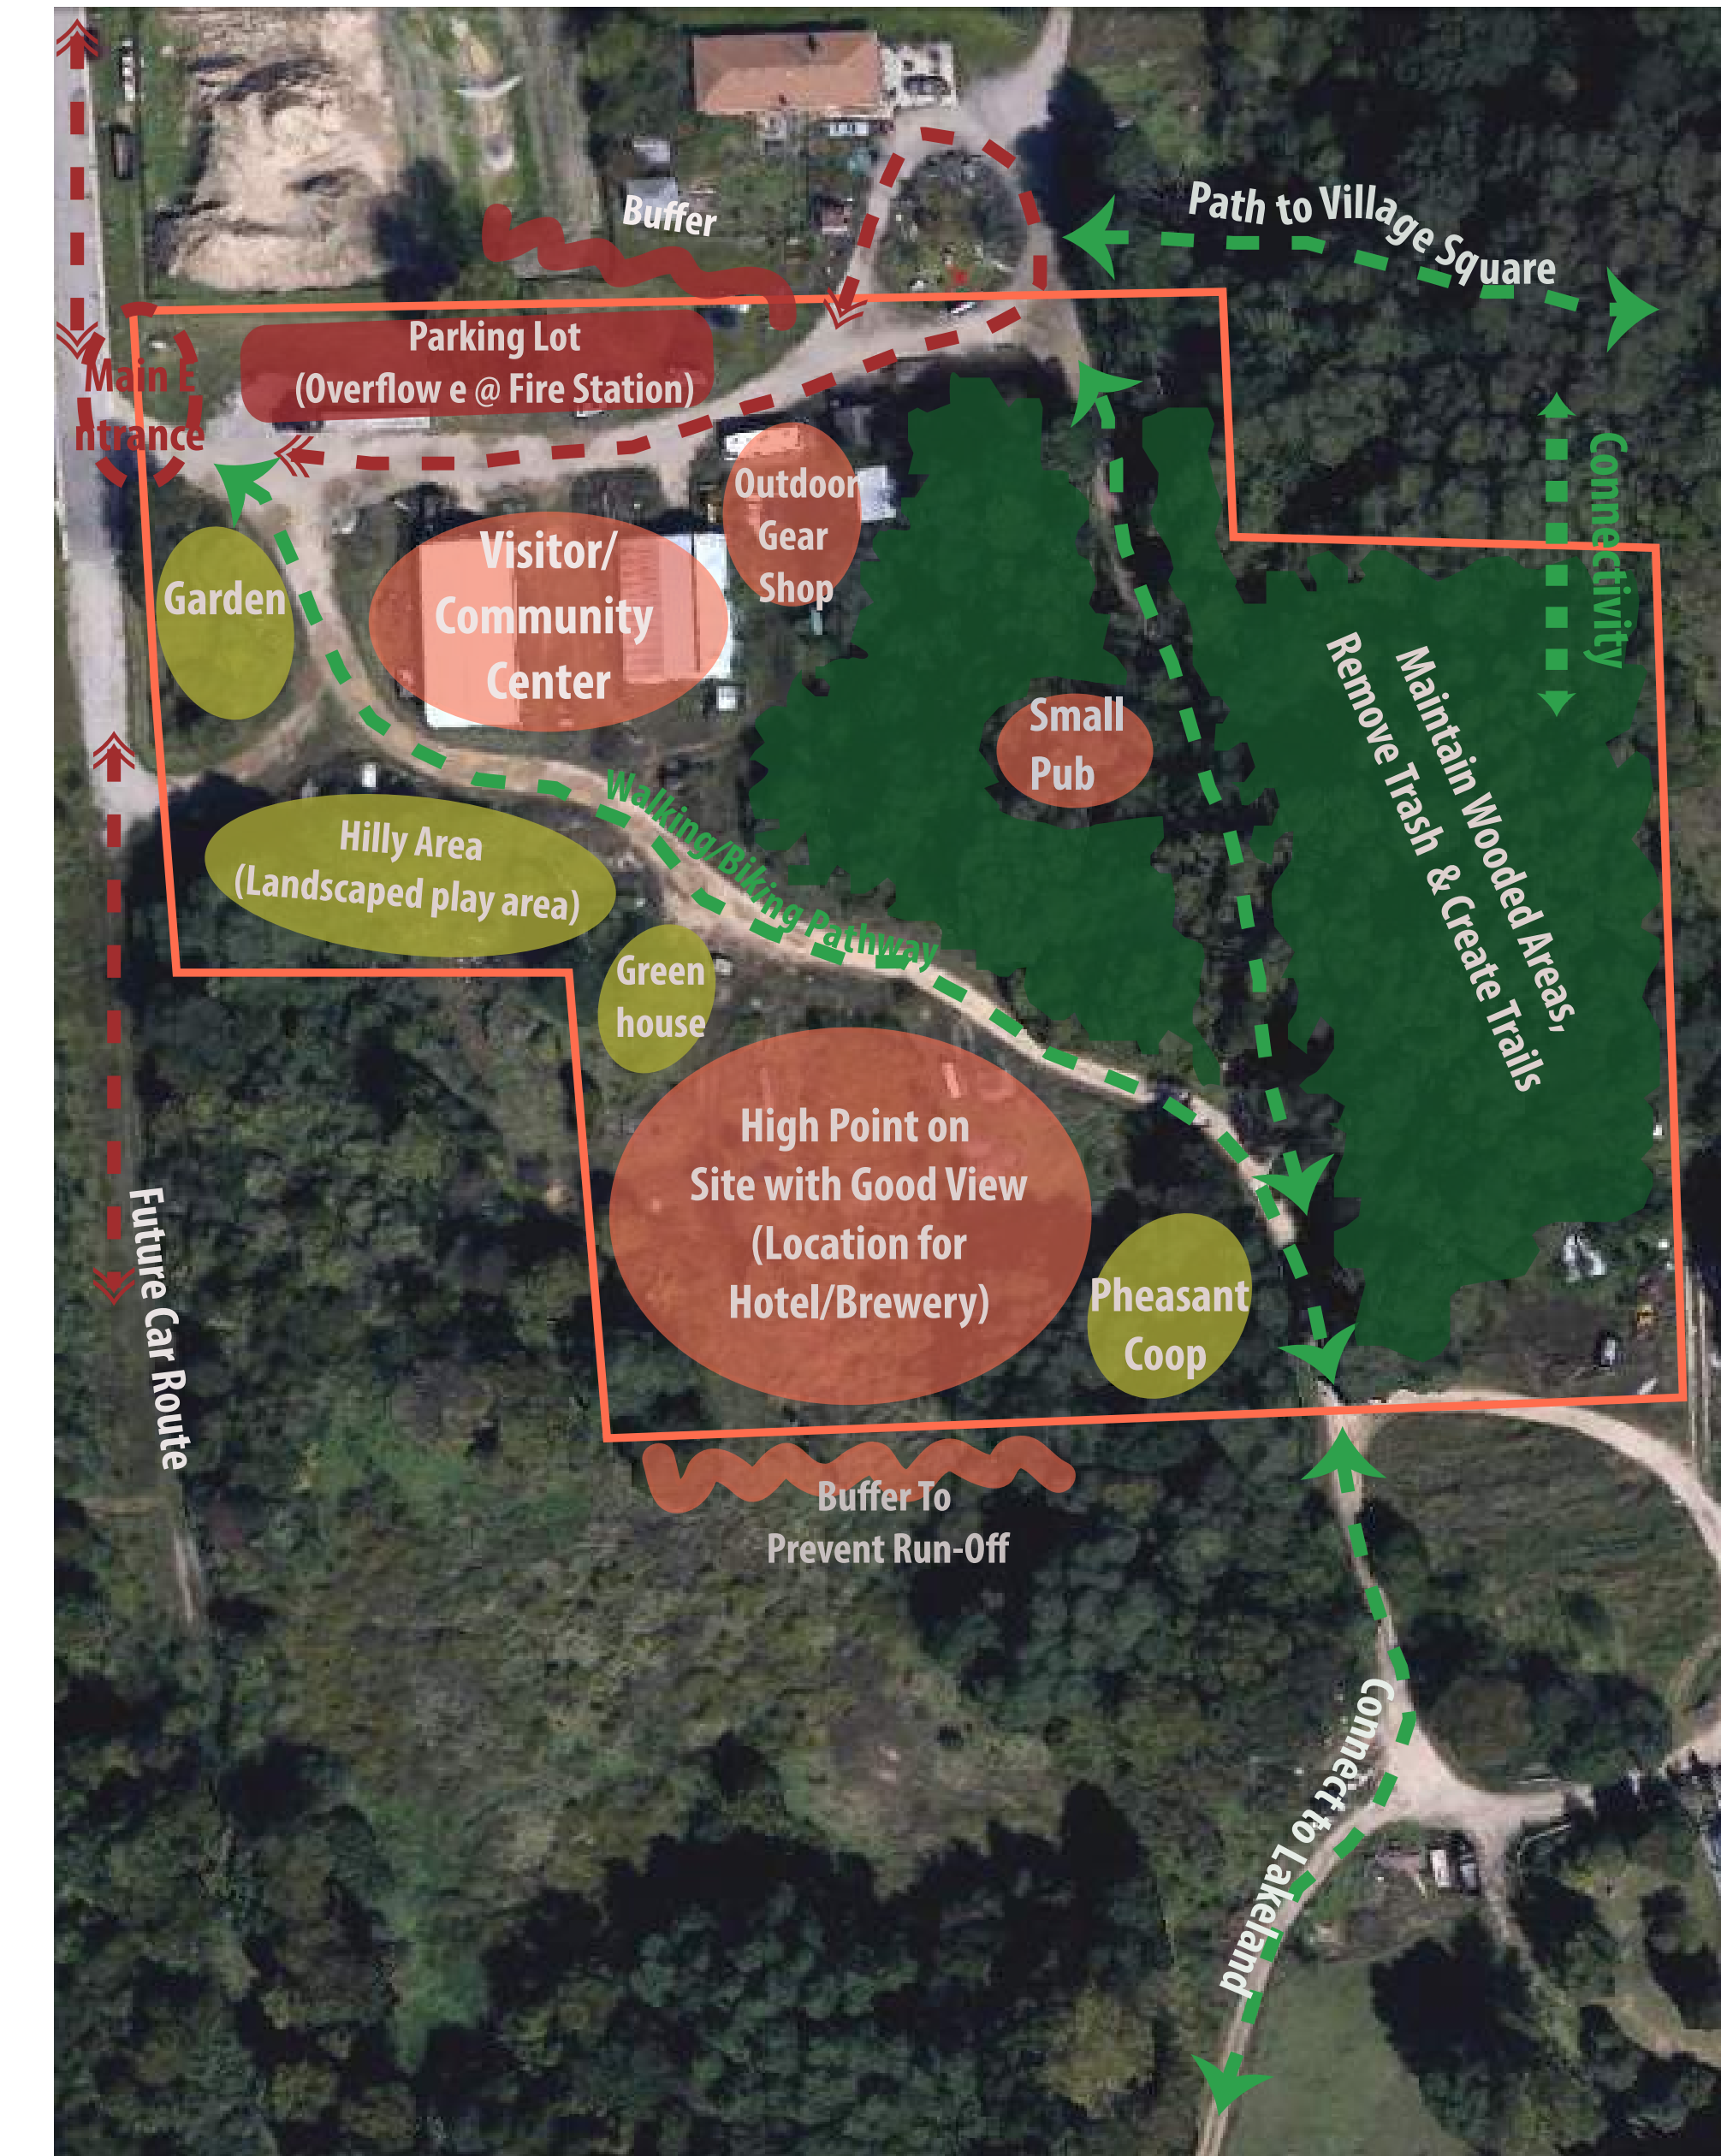 Path to Village Square
Buffer
Parking Lot
(Overflow e @ Fire Station)
Main E
ntrance
Connectivity
Outdoor
Gear
Shop
Visitor/
Community
Center
Garden
Maintain Wooded Areas,
Remove Trash & Create Trails
Small
Pub
Walking/Biking Pathway
Hilly Area
(Landscaped play area)
Green
house
High Point on
Site with Good View
(Location for
Hotel/Brewery)
Pheasant
Coop
Future Car Route
Buffer To
Prevent Run-Off
Connect to Lakeland